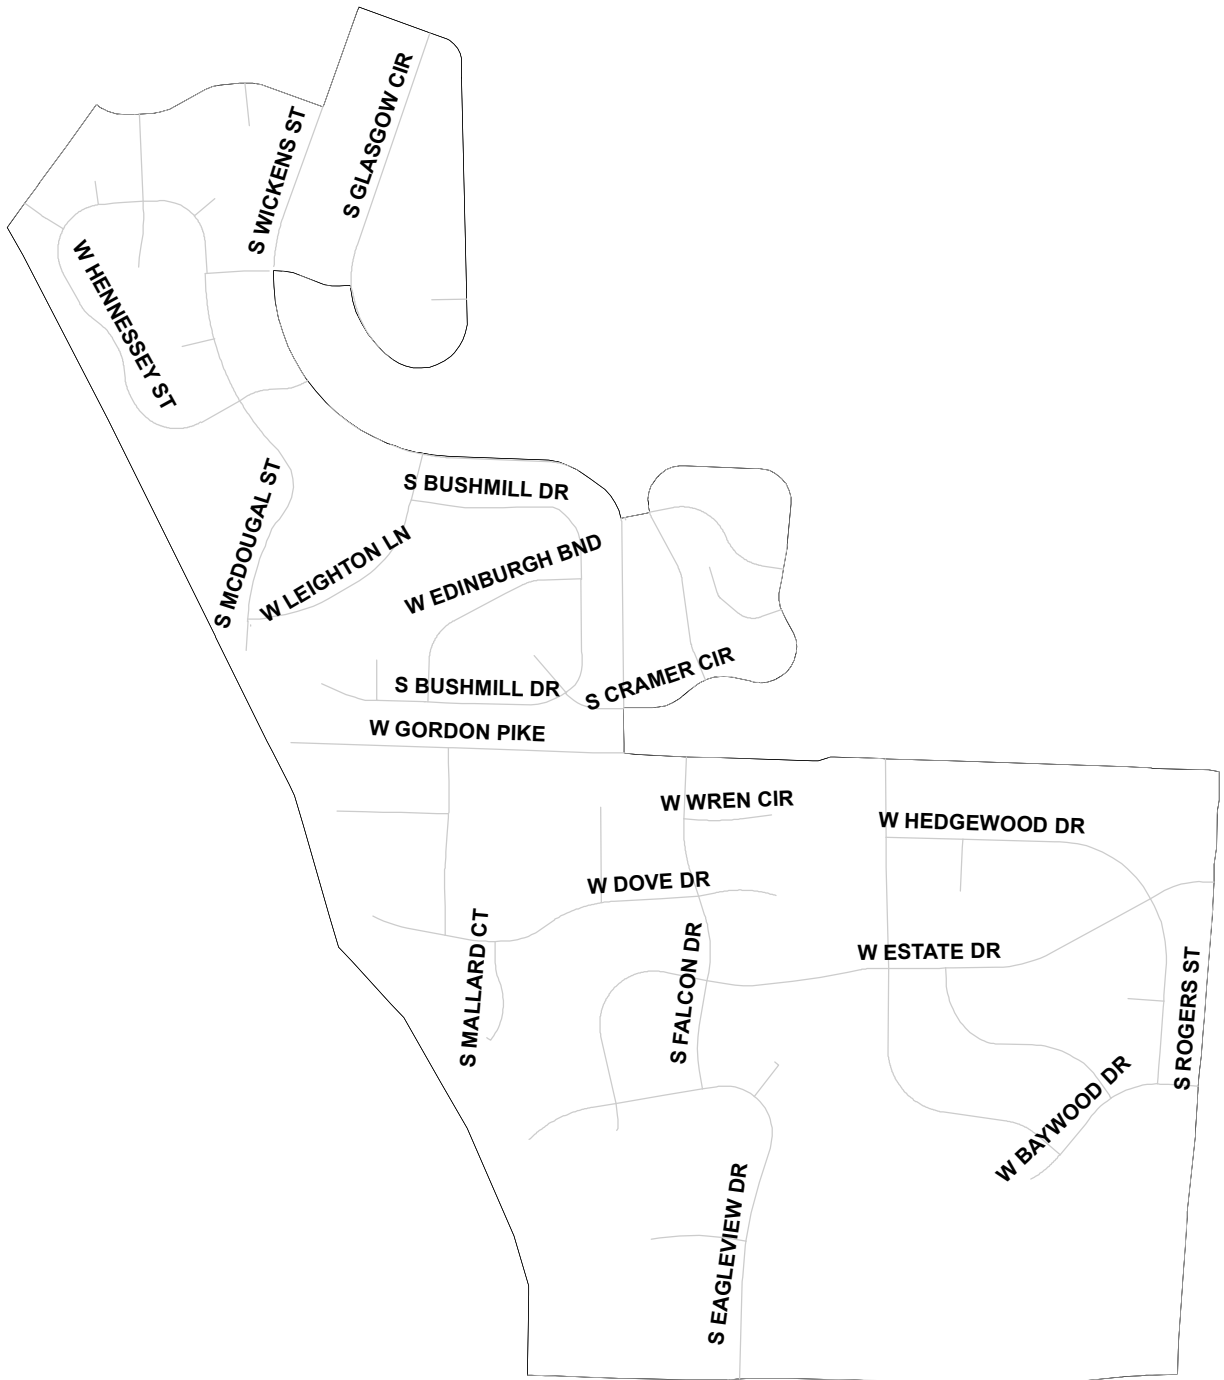 S GLASGOW CIR
S WICKENS ST
W HENNESSEY ST
S BUSHMILL DR
S MCDOUGAL ST
W LEIGHTON LN
W EDINBURGH BND
S CRAMER CIR
S BUSHMILL DR
W GORDON PIKE
W WREN CIR
W HEDGEWOOD DR
W DOVE DR
S MALLARD CT
S FALCON DR
W ESTATE DR
S ROGERS ST
W BAYWOOD DR
S EAGLEVIEW DR